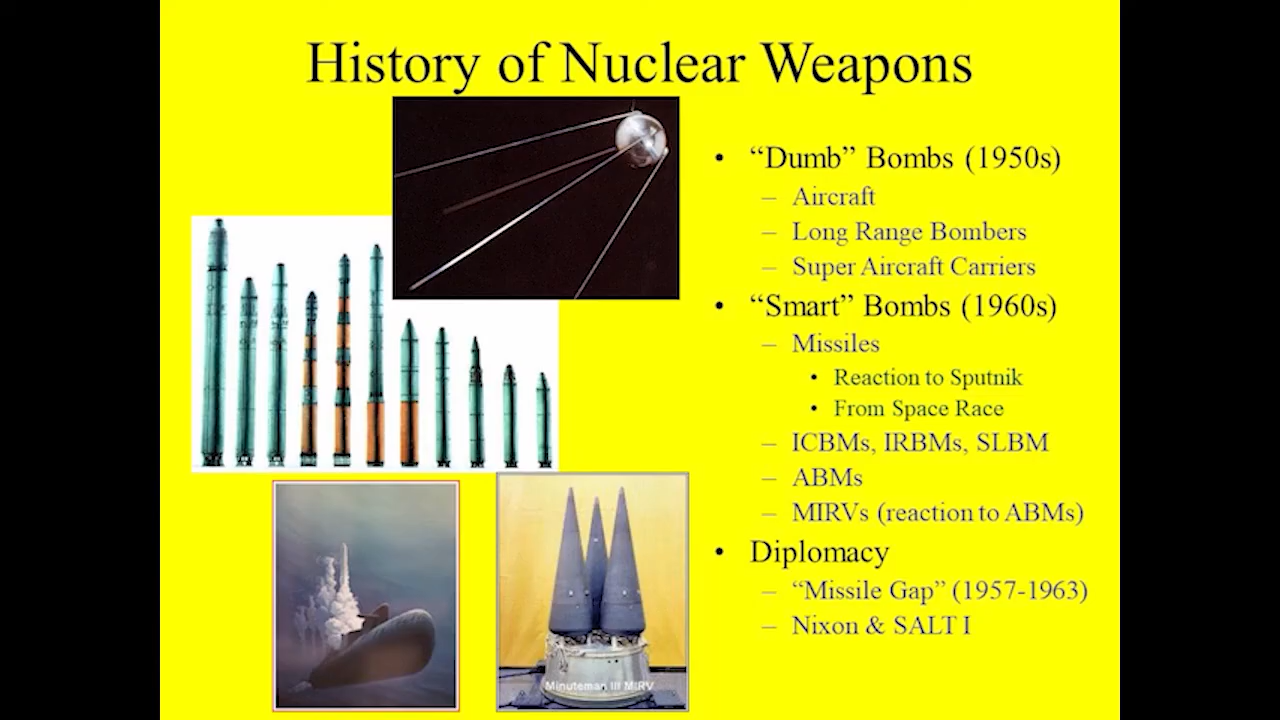 History of Nuclear Weapons
• “Dumb” Bombs (1950s)
– Aircraft
– Long Range Bombers
– Super Aircraft Carriers
• “Smart” Bombs (1960s)
– Missiles
• Reaction to Sputnik
• From Space Race
– ICBMs, IRBMs, SLBM
– ABMs
– MIRVs (reaction to ABMs)
• Diplomacy
– “Missile Gap” (1957-1963)
– Nixon & SALT I
Minuteman III MIRV